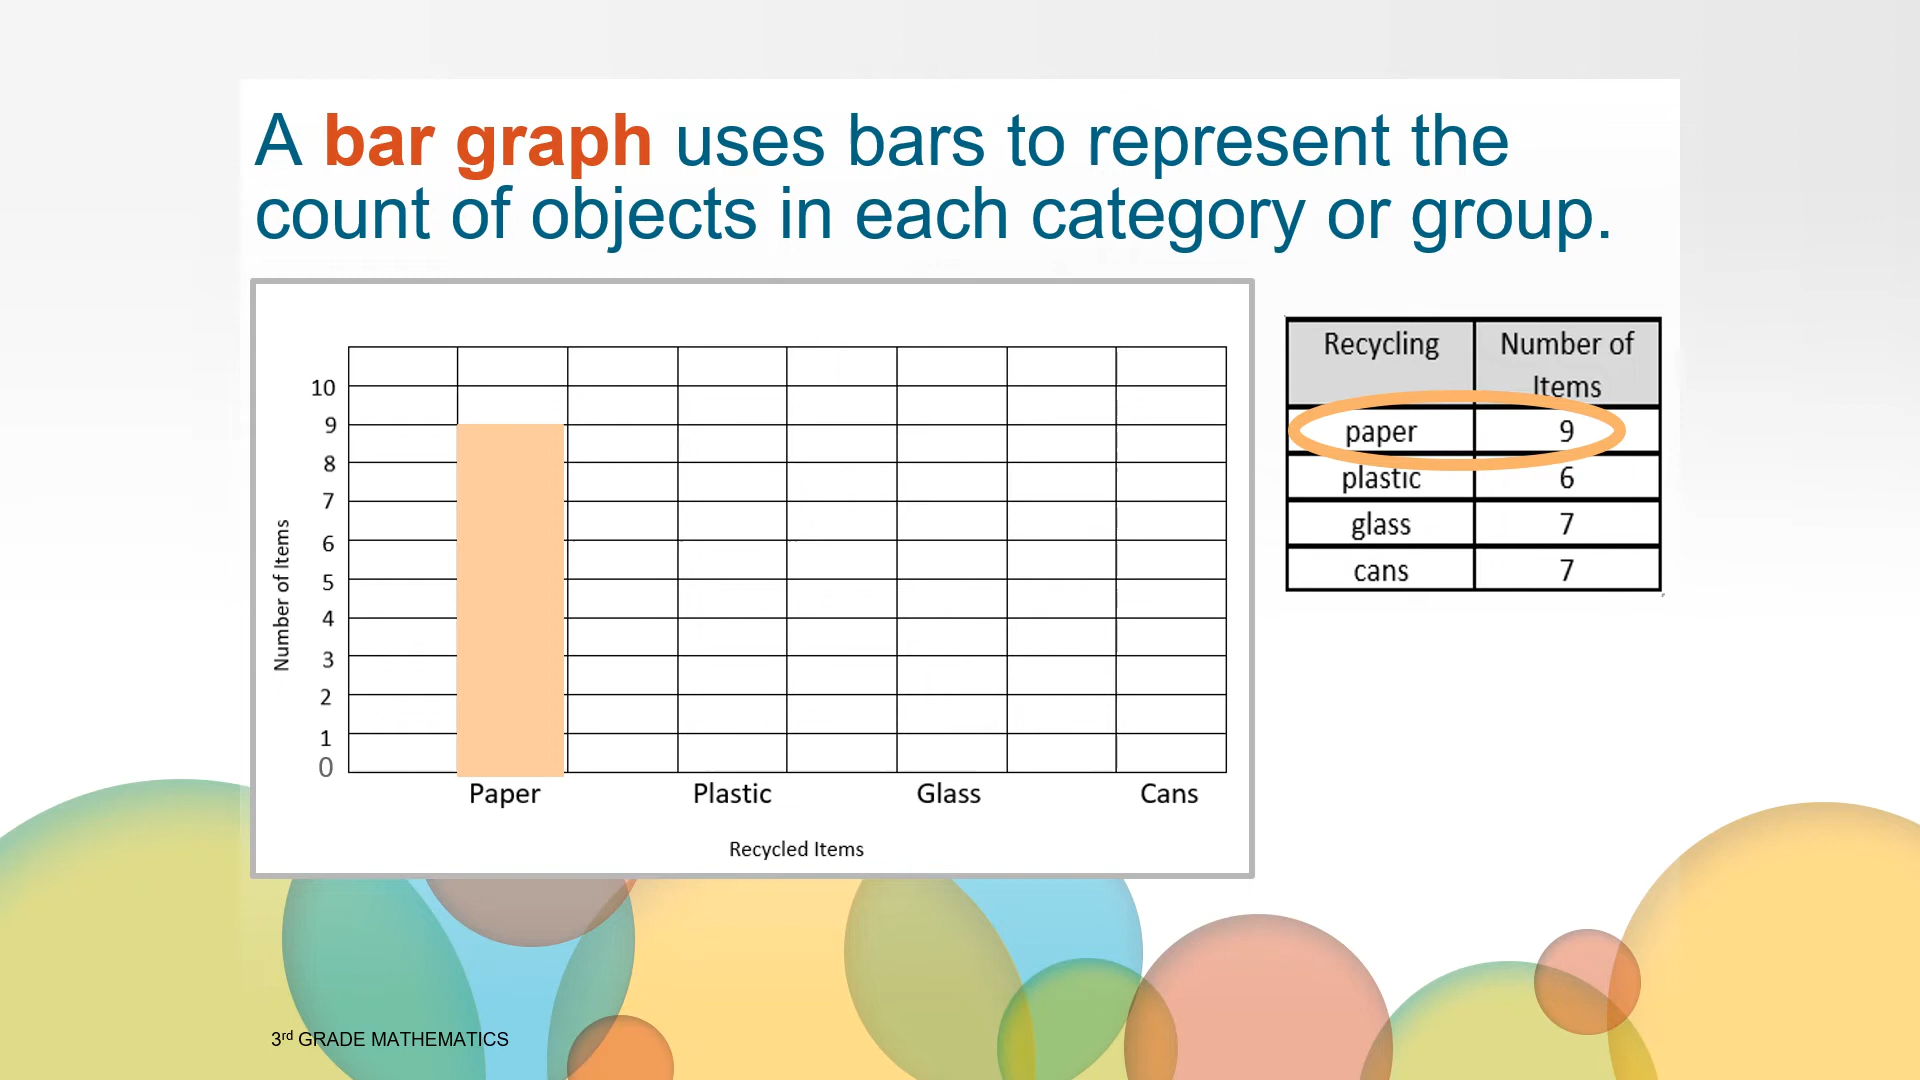 A bar graph uses bars to represent the
count of objects in each category or group.
10
9
8
7
6
5
4
3
2
1
0
Number of Items
Paper Plastic Glass Cans
Recycled Items
Recycling Number of
Items
paper 9
plastic 6
glass 7
cans 7
3rd GRADE MATHEMATICS